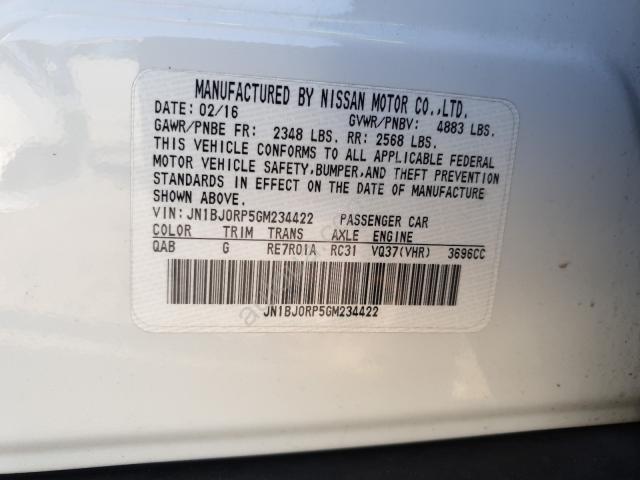 MANUFACTURED BY NISSAN MOTOR CO.,LTD.
DATE: 02/16 GVWR/PNBV: 4883 LBS.
GAWR/PNBE FR: 2348 LBS. RR: 2568 LBS.
THIS VEHICLE CONFORMS TO ALL APPLICABLE FEDERAL
MOTOR VEHICLE SAFETY,BUMPER,AND THEFT PREVENTION
STANDARDS IN EFFECT ON THE DATE OF MANUFACTURE
SHOWN ABOVE.
VIN:JN1BJ0RP5GM234422 PASSENGER CAR
COLOR TRIM TRANS AXLE ENGINE
QAB G RE7R01A RC31 VQ37(VHR) 3696CC
JN1BJ0RP5GM234422